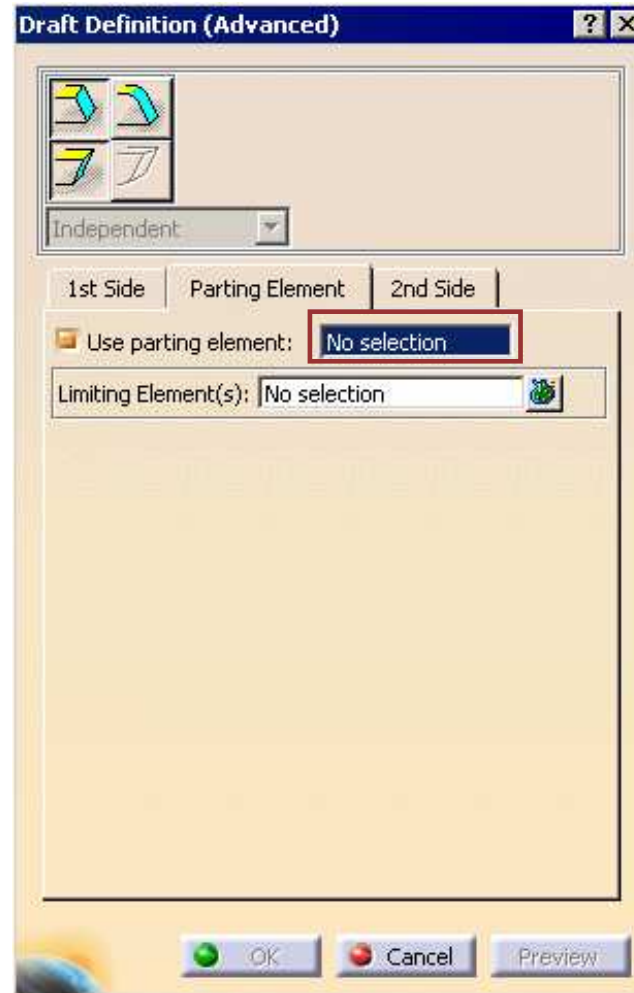 Draft Definition (Advanced)
Independent
1st Side
Parting Element
2nd Side
Use parting element: No selection
Limiting Element(s): No selection
OK
Cancel
Preview